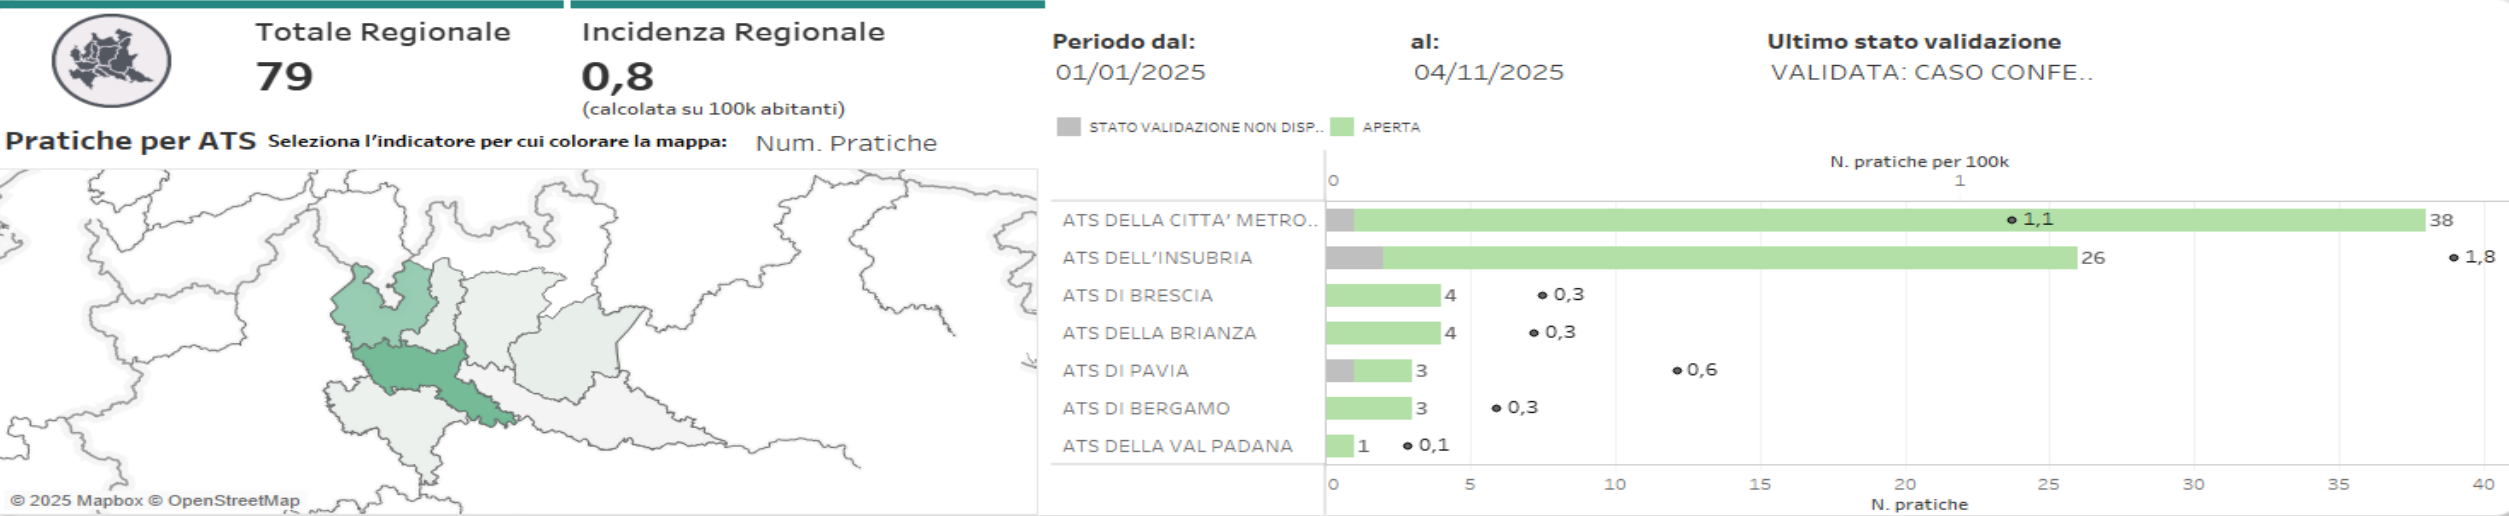 Totale Regionale
79
Incidenza Regionale
0,8
(calcolata su 100k abitanti)
Periodo dal:
01/01/2025
al:
04/11/2025
Ultimo stato validazione
VALIDATA: CASO CONFE..
Pratiche per ATS Seleziona l'indicatore per cui colorare la mappa: Num. Pratiche
© 2025 Mapbox © OpenStreetMap
STATO VALIDAZIONE NON DISP.. APERTA
N. pratiche per 100k
0 1
ATS DELLA CITTA' METRO.. 1,1 38
ATS DELL'INSUBRIA 26 1,8
ATS DI BRESCIA 4 0,3
ATS DELLA BRIANZA 4 0,3
ATS DI PAVIA 3 0,6
ATS DI BERGAMO 3 0,3
ATS DELLA VAL PADANA 1 0,1
0 5 10 15 20 25 30 35 40
N. pratiche